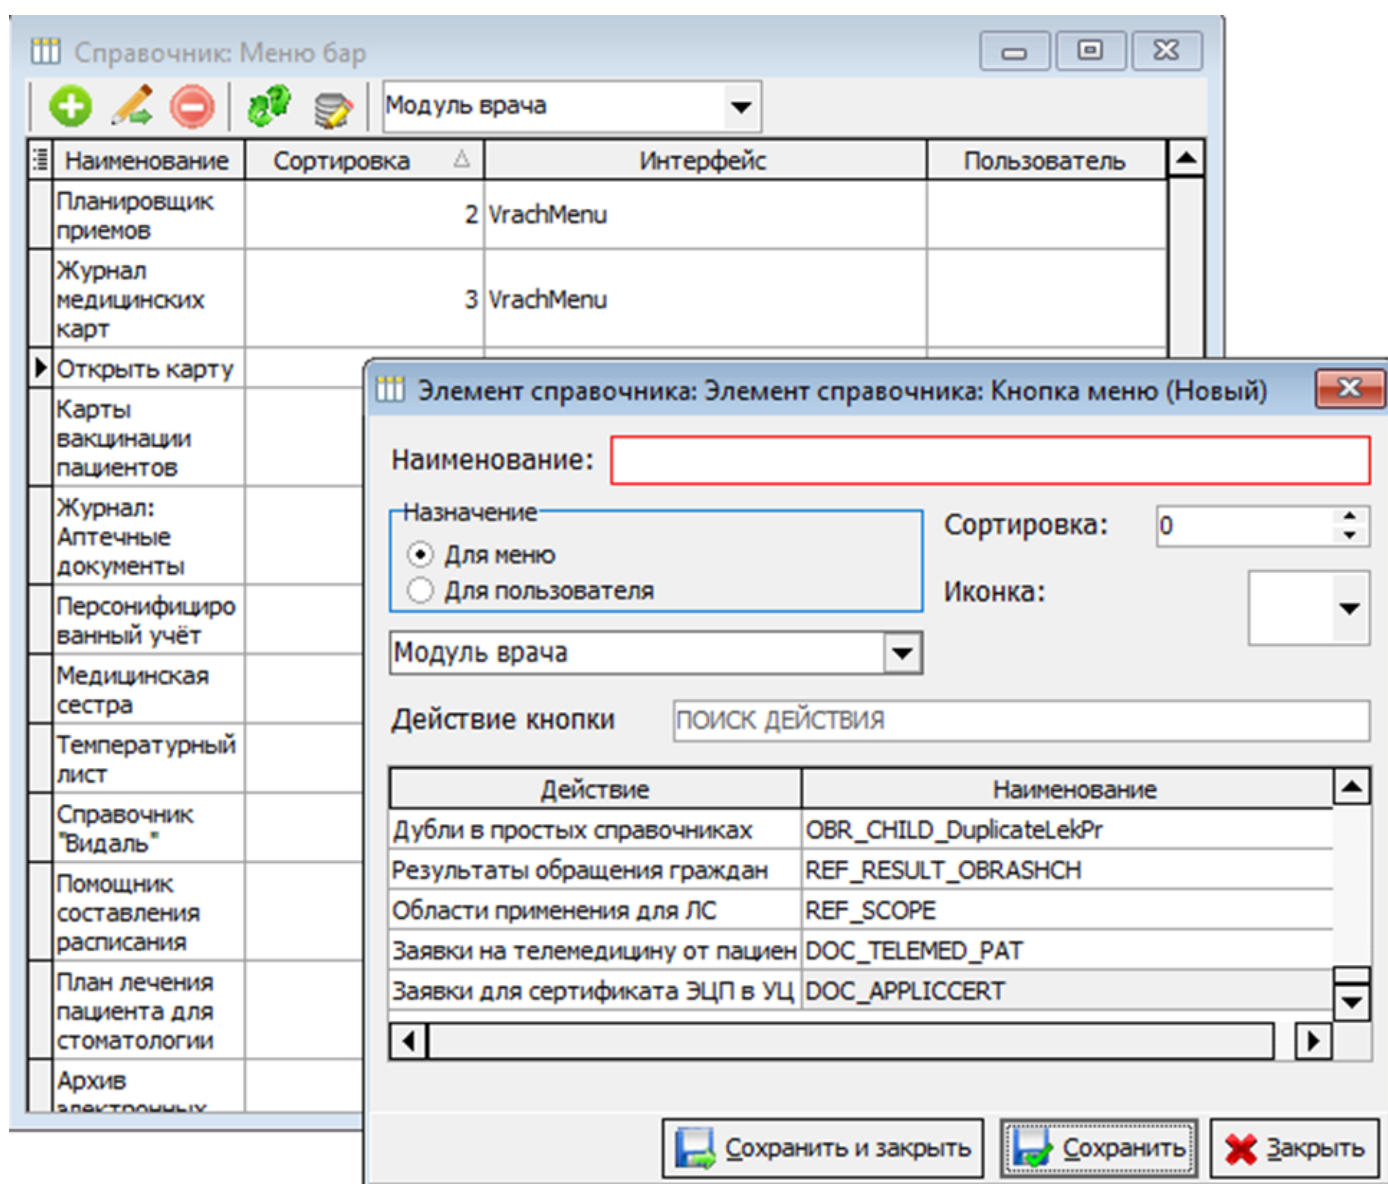 Справочник: Меню бар
Модуль врача
Наименование Сортировка Интерфейс Пользователь
Планировщик
приемов
2 VrachMenu
Журнал
медицинских
карт
3 VrachMenu
Открыть карту
Карты
вакцинации
пациентов
Журнал:
Аптечные
документы
Персонифициро
ванный учёт
Медицинская
сестра
Температурный
лист
Справочник
"Видаль"
Помощник
составления
расписания
План лечения
пациента для
стоматологии
Архив
электронных
Элемент справочника: Элемент справочника: Кнопка меню (Новый)
Наименование:
Назначение
Для меню
Для пользователя
Сортировка: 0
Иконка:
Модуль врача
Действие кнопки ПОИСК ДЕЙСТВИЯ
Действие Наименование
Дубли в простых справочниках OBR_CHILD_DuplicateLekPr
Результаты обращения граждан REF_RESULT_OBRASHCH
Области применения для ЛС REF_SCOPE
Заявки на телемедицину от пациен DOC_TELEMED_PAT
Заявки для сертификата ЭЦП в УЦ DOC_APPLICCERT
Сохранить и закрыть Сохранить Закрыть